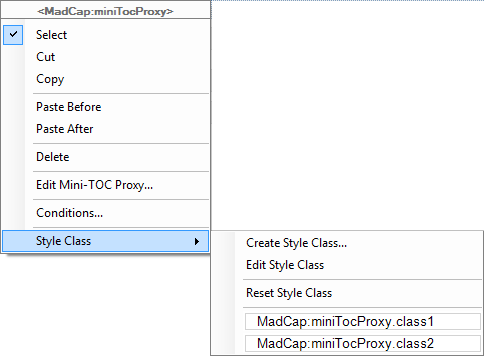 <MadCap:miniTocProxy>
Select
Cut
Copy
Paste Before
Paste After
Delete
Edit Mini-TOC Proxy...
Conditions...
Style Class
Create Style Class...
Edit Style Class
Reset Style Class
MadCap:miniTocProxy.class1
MadCap:miniTocProxy.class2